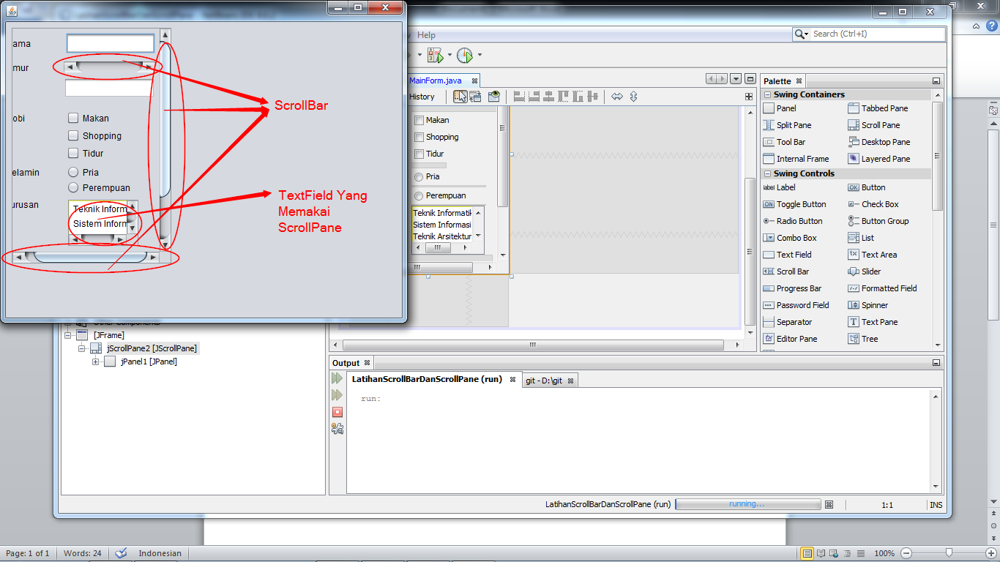 Help
Search (Ctrl+I)
ama
mur
obi
Makan
Shopping
Tidur
elamin
Pria
Perempuan
urusan
Teknik Inform
Sistem Inform
ScrollBar
TextField Yang
Memakai
ScrollPane
MainForm.java
History
Makan
Shopping
Tidur
Pria
Perempuan
Teknik Informatik
Sistem Informasi
Teknik Arsitektur
Palette
Swing Containers
Panel
Tabbed Pane
Split Pane
Scroll Pane
Tool Bar
Desktop Pane
Internal Frame
Layered Pane
Swing Controls
Label
Button
Toggle Button
Check Box
Radio Button
Button Group
Combo Box
List
Text Field
Text Area
Scroll Bar
Slider
Progress Bar
Formatted Field
Password Field
Spinner
Separator
Text Pane
Editor Pane
Tree
Other Components
[JFrame]
jScrollPane2 [JScrollPane]
jPanel1 [JPanel]
Output
LatihanScrollBarDanScrollPane (run)
git - D:\git
run:
LatihanScrollBarDanScrollPane (run)
running...
1:1
INS
Page: 1 of 1
Words: 24
Indonesian
100%